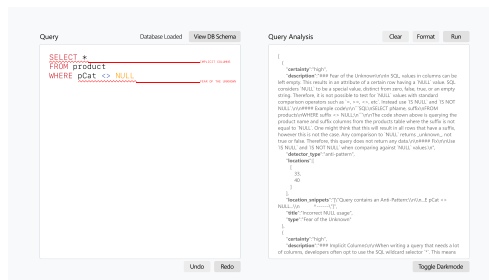 Query
Database Loaded
View DB Schema
SELECT *
IMPLICIT COLUMNS
FROM product
WHERE pCat <> NULL
FEAR OF THE UNKNOWN
Undo
Redo
Query Analysis
Clear
Format
Run
[
{
"certainty":"high",
"description":"### Fear of the Unknown\n\n In SQL, values in columns can be
left empty. This results in an attribute of a certain row having a 'NULL' value. SQL
considers 'NULL' to be a special value, distinct from zero, false, true, or an empty
string. Therefore, it is not possible to test for 'NULL' values with standard
comparison operators such as
etc. Instead use 'IS NULL' and 'IS NOT
NULL'.\n\n#### Example code\n\n```SQL\nSELECT pName, suffix\nFROM
products\nWHERE suffix <> NULL;\n```\n\nThe code shown above is querying the
product name and suffix columns from the products table where the suffix is not
equal to 'NULL'. One might think that this will result in all rows that have a suffix,
however this is not the case. Any comparison to 'NULL' returns _unknown_, not
true or false. Therefore, this query does not return any data.\n\n#### Fix\n\nUse
'IS NULL' and 'IS NOT NULL' when comparing against 'NULL' values.\n",
"detector_type":"anti-pattern",
"locations":[
[
33,
40
]
],
"location_snippets":
Query contains an Anti-Pattern:
pCat <>
NULL
"title":"Incorrect NULL usage",
"type":"Fear of the Unknown"
},
{
"certainty":"high",
"description":"### Implicit Columns\n\nWhen writing a query that needs a lot
of columns, developers often opt to use the SQL wildcard selector '*'. This means
Toggle Darkmode